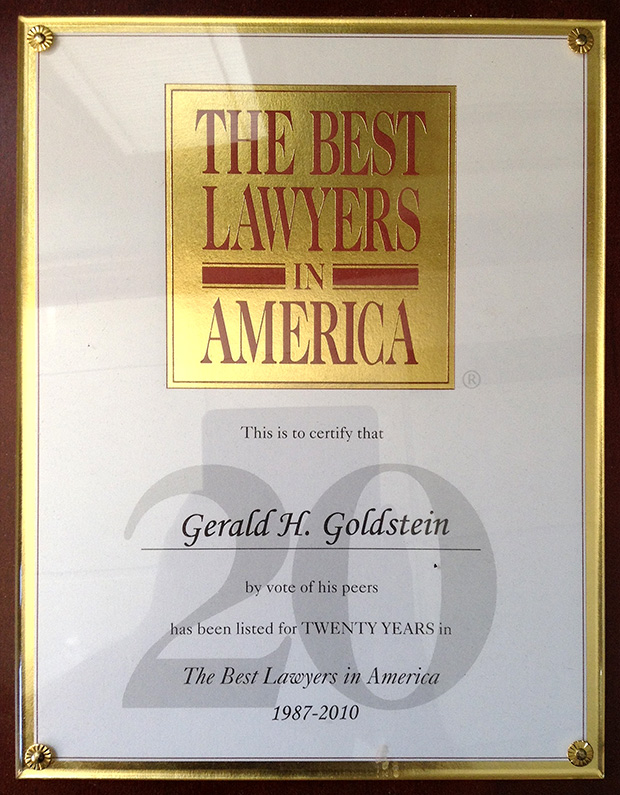 THE BEST
LAWYERS
IN
AMERICA
®
This is to certify that
20
Gerald H. Goldstein
by vote of his peers
has been listed for TWENTY YEARS in
The Best Lawyers in America
1987-2010